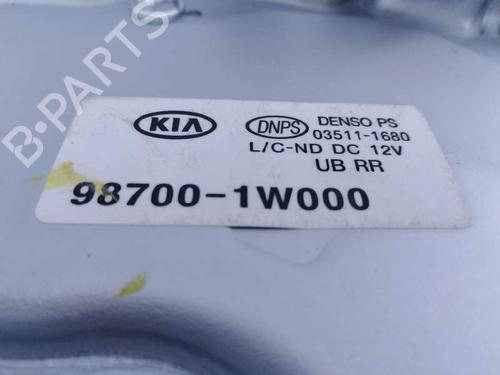 KIA
DNPS
DENSO PS
03511-1680
L/C-ND DC 12V
UB RR
98700-1W000
B-PARTS